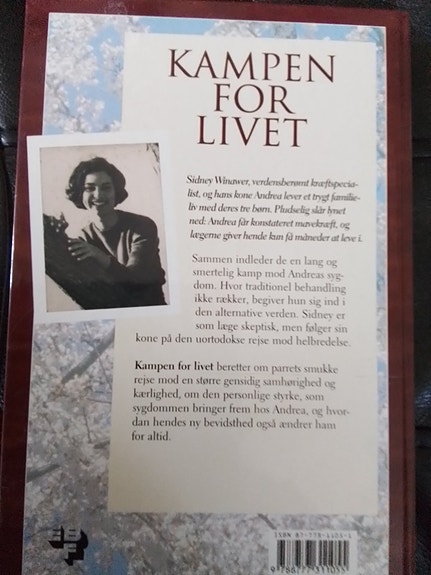 KAMPEN
FOR
LIVET
Sidney Winawer, verdensberømt kræftspecia-
list, og hans kone Andrea lever et trygt familie-
liv med deres tre børn. Pludselig slår lynet
ned: Andrea får konstateret mavekræft, og
lægerne giver hende kun få måneder at leve i.
Sammen indleder de en lang og
smertelig kamp mod Andreas syg-
dom. Hvor traditionel behandling
ikke rækker, begiver hun sig ind i
den alternative verden. Sidney er
som læge skeptisk, men følger sin
kone på den uortodokse rejse mod helbredelse.
Kampen for livet beretter om parrets smukke
rejse mod en større gensidig samhørighed og
kærlighed, om den personlige styrke, som
sygdommen bringer frem hos Andrea, og hvor-
dan hendes ny bevidsthed også ændrer ham
for altid.